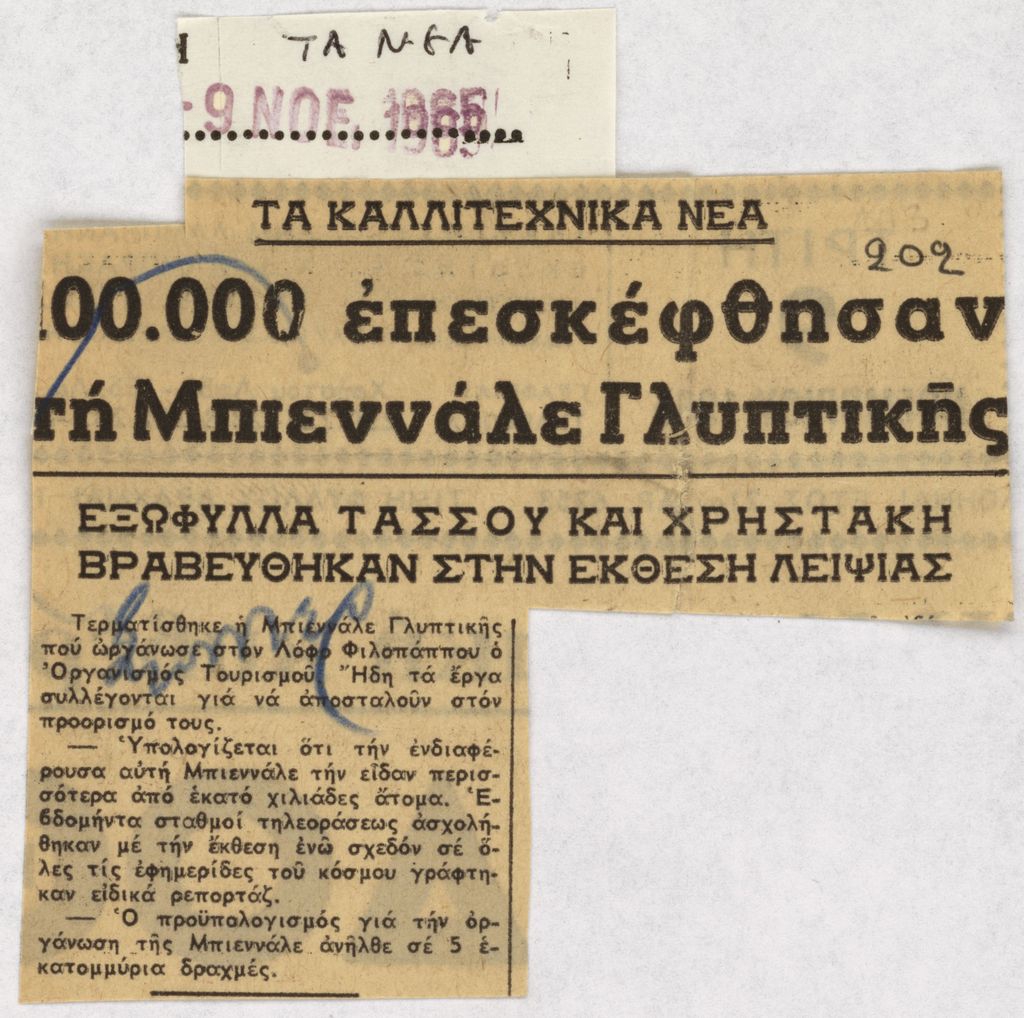 ΤΑ ΝΕΑ
-9 ΝΟΕ. 1965
ΤΑ ΚΑΛΛΙΤΕΧΝΙΚΑ ΝΕΑ
202
100.000 ἐπεσκέφθησαν
τή Μπιεννάλε Γλυπτικῆς
ΕΞΩΦΥΛΛΑ ΤΑΣΣΟΥ ΚΑΙ ΧΡΗΣΤΑΚΗ
ΒΡΑΒΕΥΘΗΚΑΝ ΣΤΗΝ ΕΚΘΕΣΗ ΛΕΙΨΙΑΣ
Τερματίσθηκε ἡ Μπιεννάλε Γλυπτικῆς
πού ὠργάνωσε στόν Λόφο Φιλοπάππου ὁ
Ὀργανισμός Τουρισμοῦ. Ἤδη τά ἔργα
συλλέγονται γιά νά ἀποσταλοῦν στόν
προορισμό τους.
— Ὑπολογίζεται ὅτι τήν ἐνδιαφέ-
ρουσα αὐτή Μπιεννάλε τήν εἶδαν περισ-
σότερα ἀπό ἑκατό χιλιάδες ἄτομα. Ἑ-
βδομήντα σταθμοί τηλεοράσεως ἀσχολή-
θηκαν μέ τήν ἔκθεση ἐνῶ σχεδόν σέ ὅ-
λες τίς ἐφημερίδες τοῦ κόσμου γράφτη-
καν εἰδικά ρεπορτάζ.
— Ὁ προϋπολογισμός γιά τήν ὀρ-
γάνωση τῆς Μπιεννάλε ἀνῆλθε σέ 5 ἑ-
κατομμύρια δραχμές.